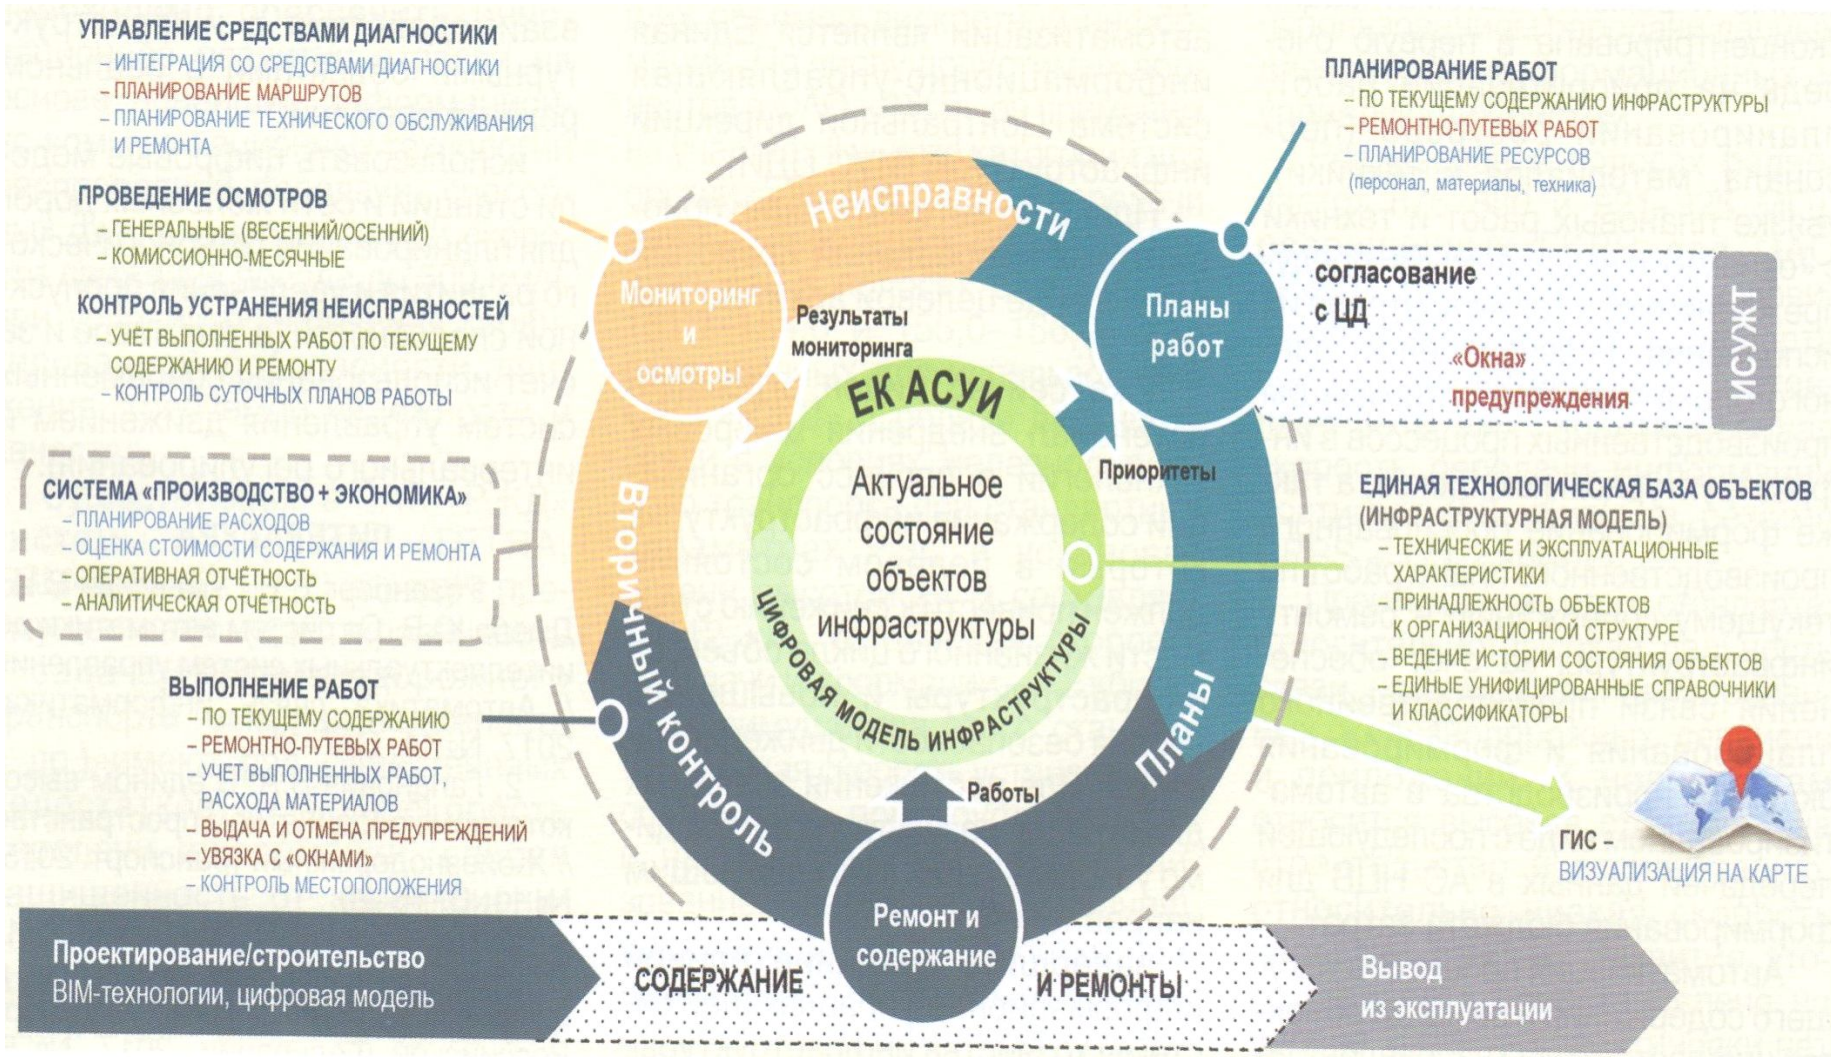 УПРАВЛЕНИЕ СРЕДСТВАМИ ДИАГНОСТИКИ
– ИНТЕГРАЦИЯ СО СРЕДСТВАМИ ДИАГНОСТИКИ
– ПЛАНИРОВАНИЕ МАРШРУТОВ
– ПЛАНИРОВАНИЕ ТЕХНИЧЕСКОГО ОБСЛУЖИВАНИЯ
И РЕМОНТА
ПРОВЕДЕНИЕ ОСМОТРОВ
– ГЕНЕРАЛЬНЫЕ (ВЕСЕННИЙ/ОСЕННИЙ)
– КОМИССИОННО-МЕСЯЧНЫЕ
КОНТРОЛЬ УСТРАНЕНИЯ НЕИСПРАВНОСТЕЙ
– УЧЁТ ВЫПОЛНЕННЫХ РАБОТ ПО ТЕКУЩЕМУ
СОДЕРЖАНИЮ И РЕМОНТУ
– КОНТРОЛЬ СУТОЧНЫХ ПЛАНОВ РАБОТЫ
СИСТЕМА «ПРОИЗВОДСТВО + ЭКОНОМИКА»
– ПЛАНИРОВАНИЕ РАСХОДОВ
– ОЦЕНКА СТОИМОСТИ СОДЕРЖАНИЯ И РЕМОНТА
– ОПЕРАТИВНАЯ ОТЧЁТНОСТЬ
– АНАЛИТИЧЕСКАЯ ОТЧЁТНОСТЬ
ВЫПОЛНЕНИЕ РАБОТ
– ПО ТЕКУЩЕМУ СОДЕРЖАНИЮ
– РЕМОНТНО-ПУТЕВЫХ РАБОТ
– УЧЕТ ВЫПОЛНЕННЫХ РАБОТ,
РАСХОДА МАТЕРИАЛОВ
– ВЫДАЧА И ОТМЕНА ПРЕДУПРЕЖДЕНИЙ
– УВЯЗКА С «ОКНАМИ»
– КОНТРОЛЬ МЕСТОПОЛОЖЕНИЯ
Неисправности
Мониторинг
и
осмотры
Результаты
мониторинга
Планы
работ
Приоритеты
ЕК АСУИ
Актуальное
состояние
объектов
инфраструктуры
ЦИФРОВАЯ МОДЕЛЬ ИНФРАСТРУКТУРЫ
Вторичный контроль
Планы
Работы
Ремонт и
содержание
ПЛАНИРОВАНИЕ РАБОТ
– ПО ТЕКУЩЕМУ СОДЕРЖАНИЮ ИНФРАСТРУКТУРЫ
– РЕМОНТНО-ПУТЕВЫХ РАБОТ
– ПЛАНИРОВАНИЕ РЕСУРСОВ
(персонал, материалы, техника)
согласование
с ЦД
«Окна»
предупреждения
ИСУЖТ
ЕДИНАЯ ТЕХНОЛОГИЧЕСКАЯ БАЗА ОБЪЕКТОВ
(ИНФРАСТРУКТУРНАЯ МОДЕЛЬ)
– ТЕХНИЧЕСКИЕ И ЭКСПЛУАТАЦИОННЫЕ
ХАРАКТЕРИСТИКИ
– ПРИНАДЛЕЖНОСТЬ ОБЪЕКТОВ
К ОРГАНИЗАЦИОННОЙ СТРУКТУРЕ
– ВЕДЕНИЕ ИСТОРИИ СОСТОЯНИЯ ОБЪЕКТОВ
– ЕДИНЫЕ УНИФИЦИРОВАННЫЕ СПРАВОЧНИКИ
И КЛАССИФИКАТОРЫ
ГИС –
ВИЗУАЛИЗАЦИЯ НА КАРТЕ
Проектирование/строительство
BIM-технологии, цифровая модель
СОДЕРЖАНИЕ
И РЕМОНТЫ
Вывод
из эксплуатации